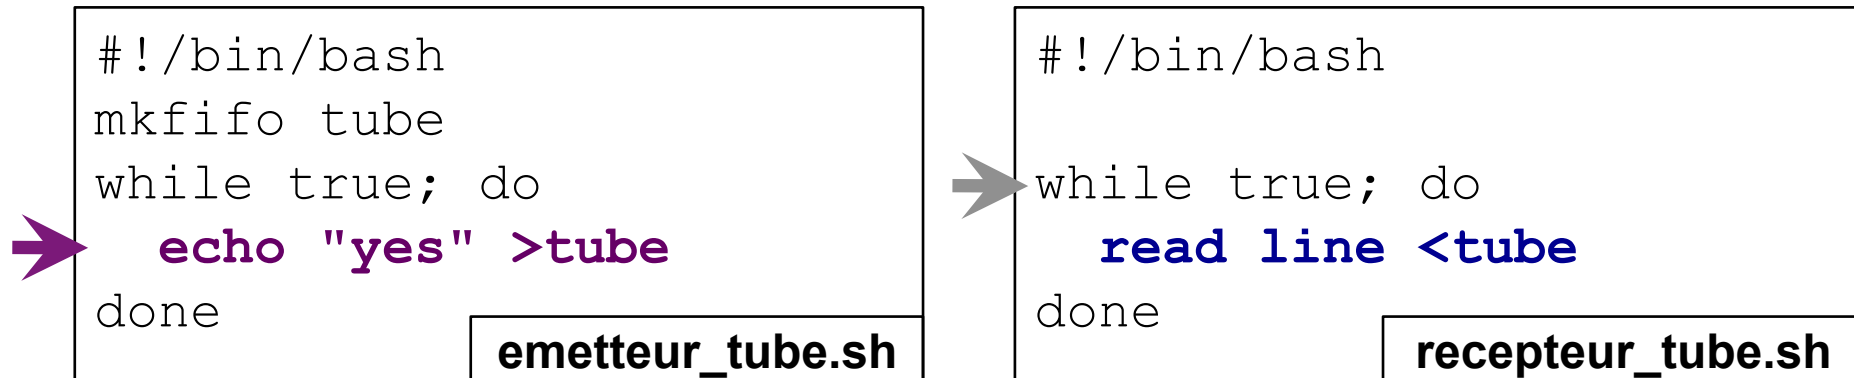 #!/bin/bash
mkfifo tube
while true; do
  echo "yes" >tube
done
emetteur_tube.sh
#!/bin/bash
while true; do
  read line <tube
done
recepteur_tube.sh